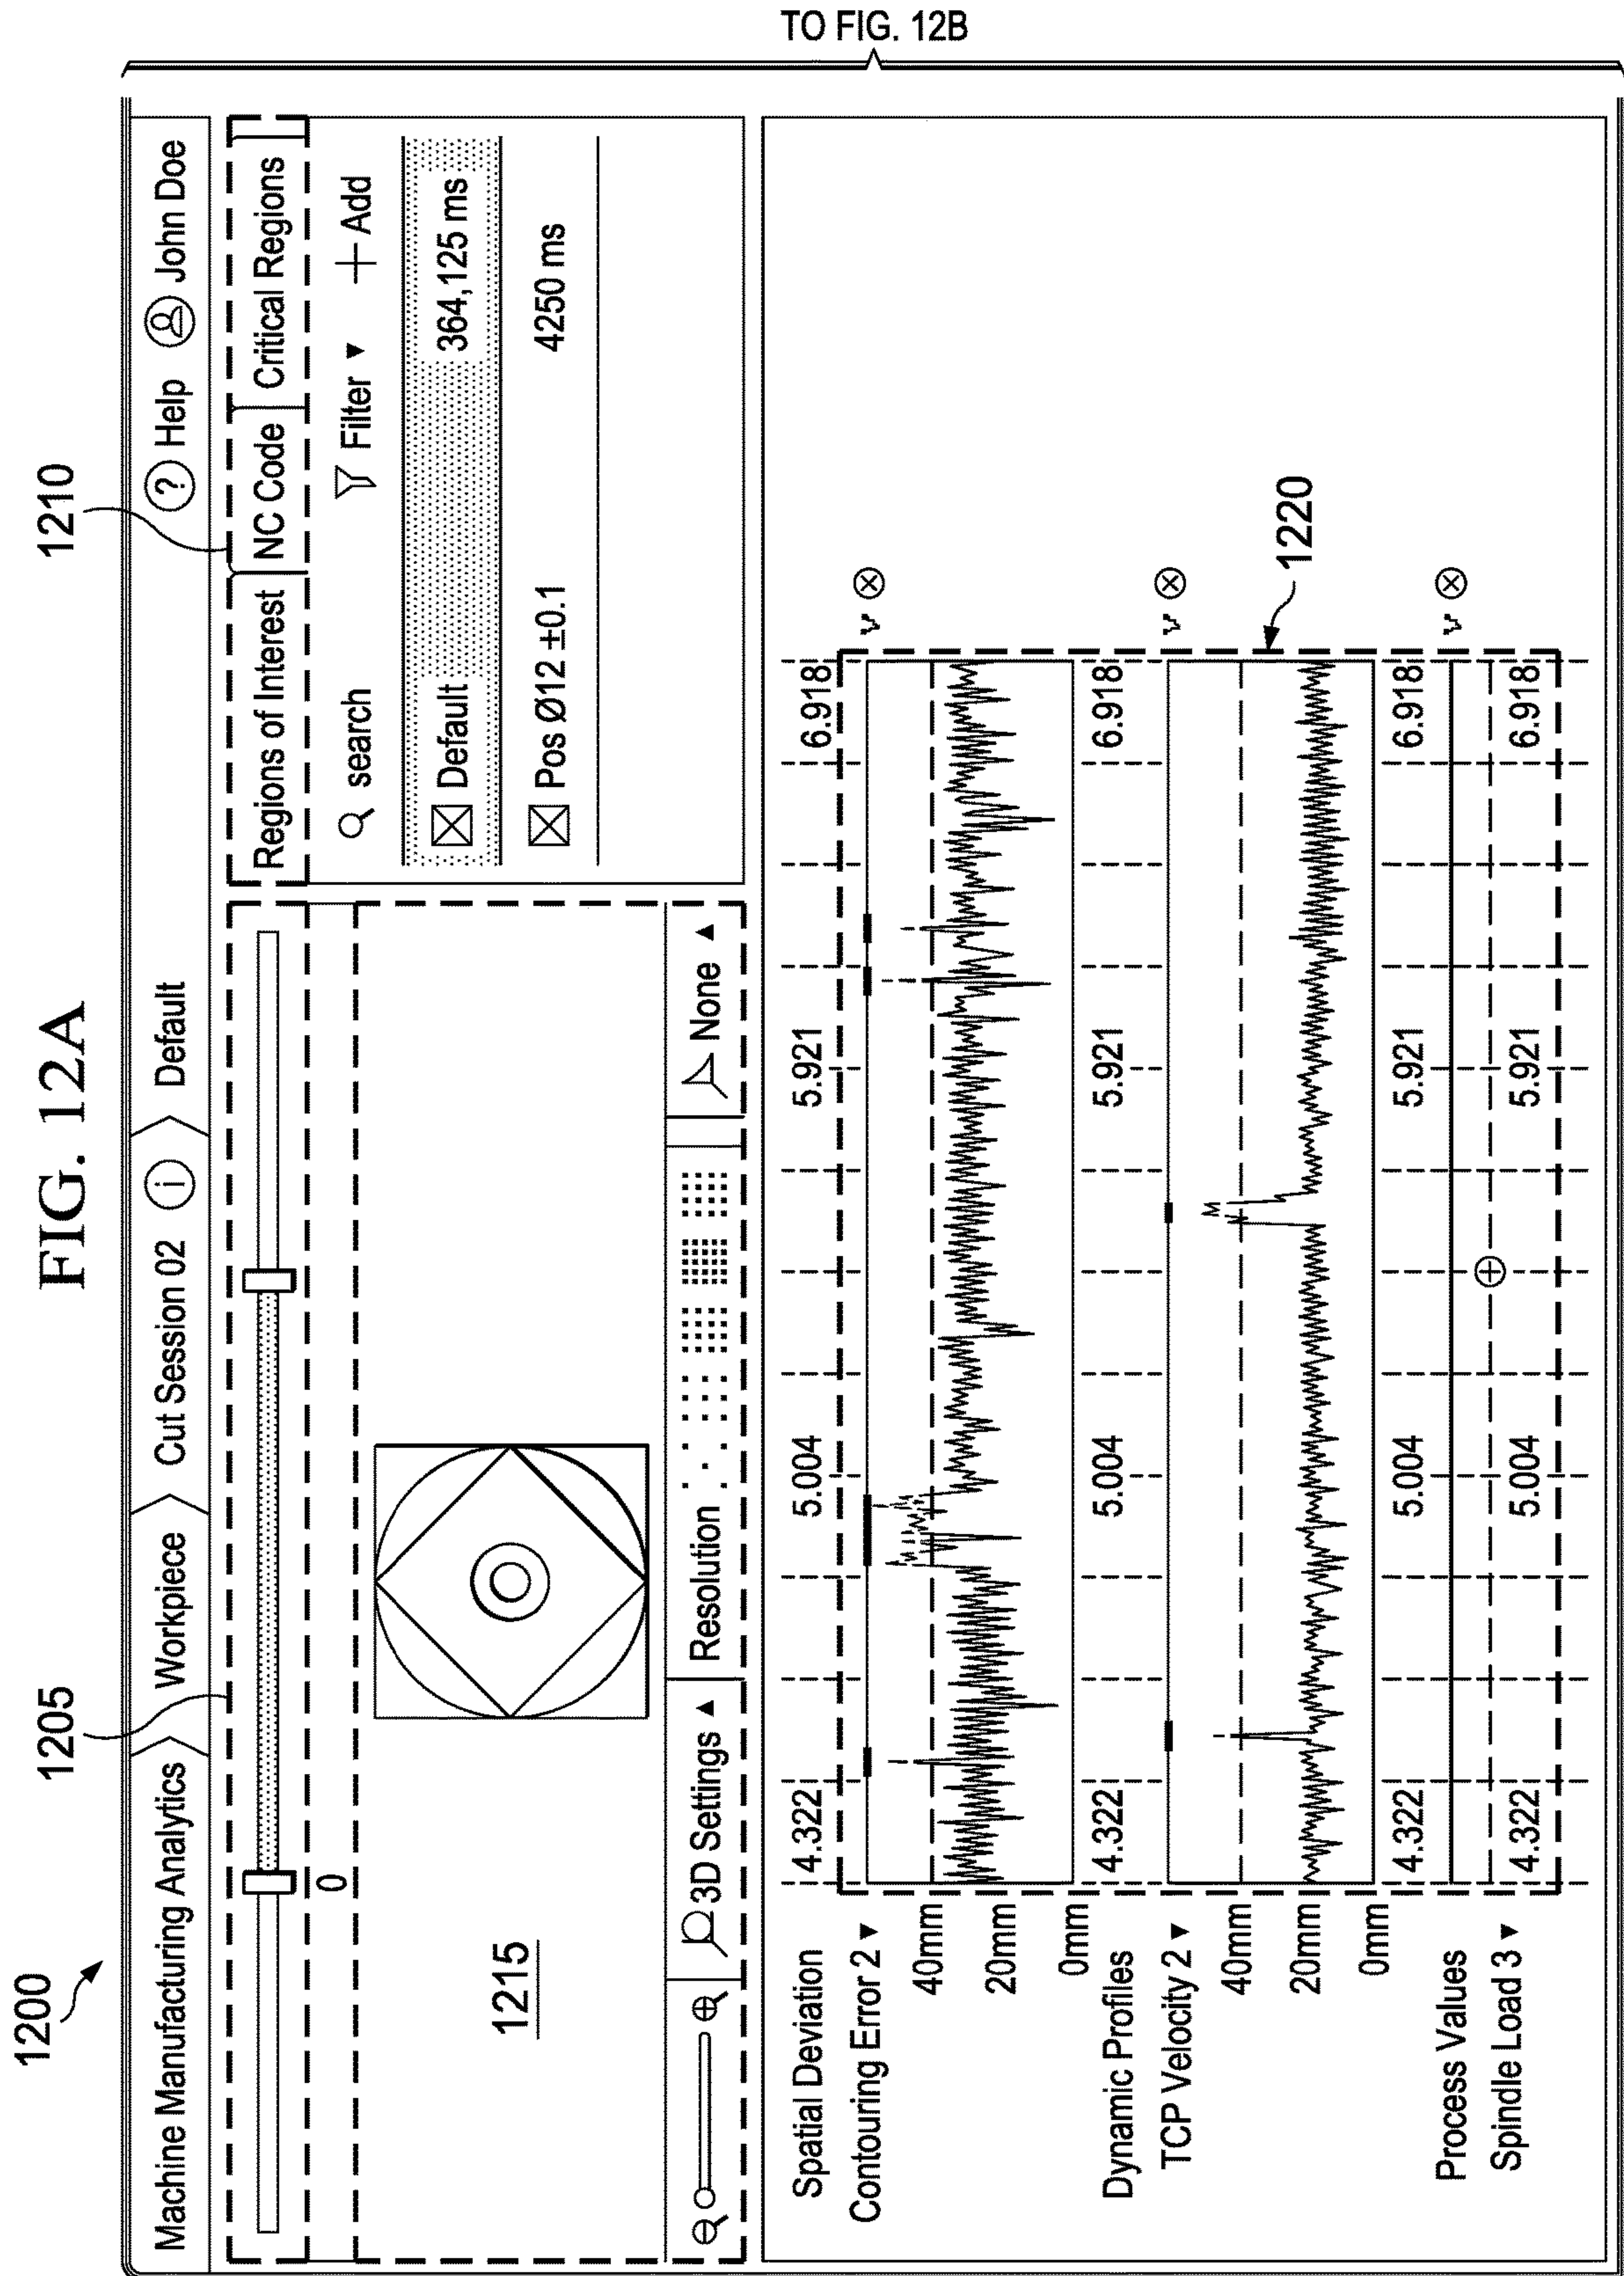 FIG. 12A
TO FIG. 12B
1200
1205
1210
Machine Manufacturing Analytics
Workpiece
Cut Session 02 i
Default
? Help
John Doe
Regions of Interest
NC Code
Critical Regions
0
search
Filter ▼
+ Add
Default
364,125 ms
Pos Ø12 ±0.1
4250 ms
1215
3D Settings ▲
Resolution
None ▲
Spatial Deviation
4.322
5.004
5.921
6.918
Contouring Error 2 ▼
40mm
20mm
0mm
Dynamic Profiles
4.322
5.004
5.921
6.918
TCP Velocity 2 ▼
1220
40mm
20mm
0mm
Process Values
4.322
5.004
5.921
6.918
Spindle Load 3 ▼
4.322
5.004
5.921
6.918